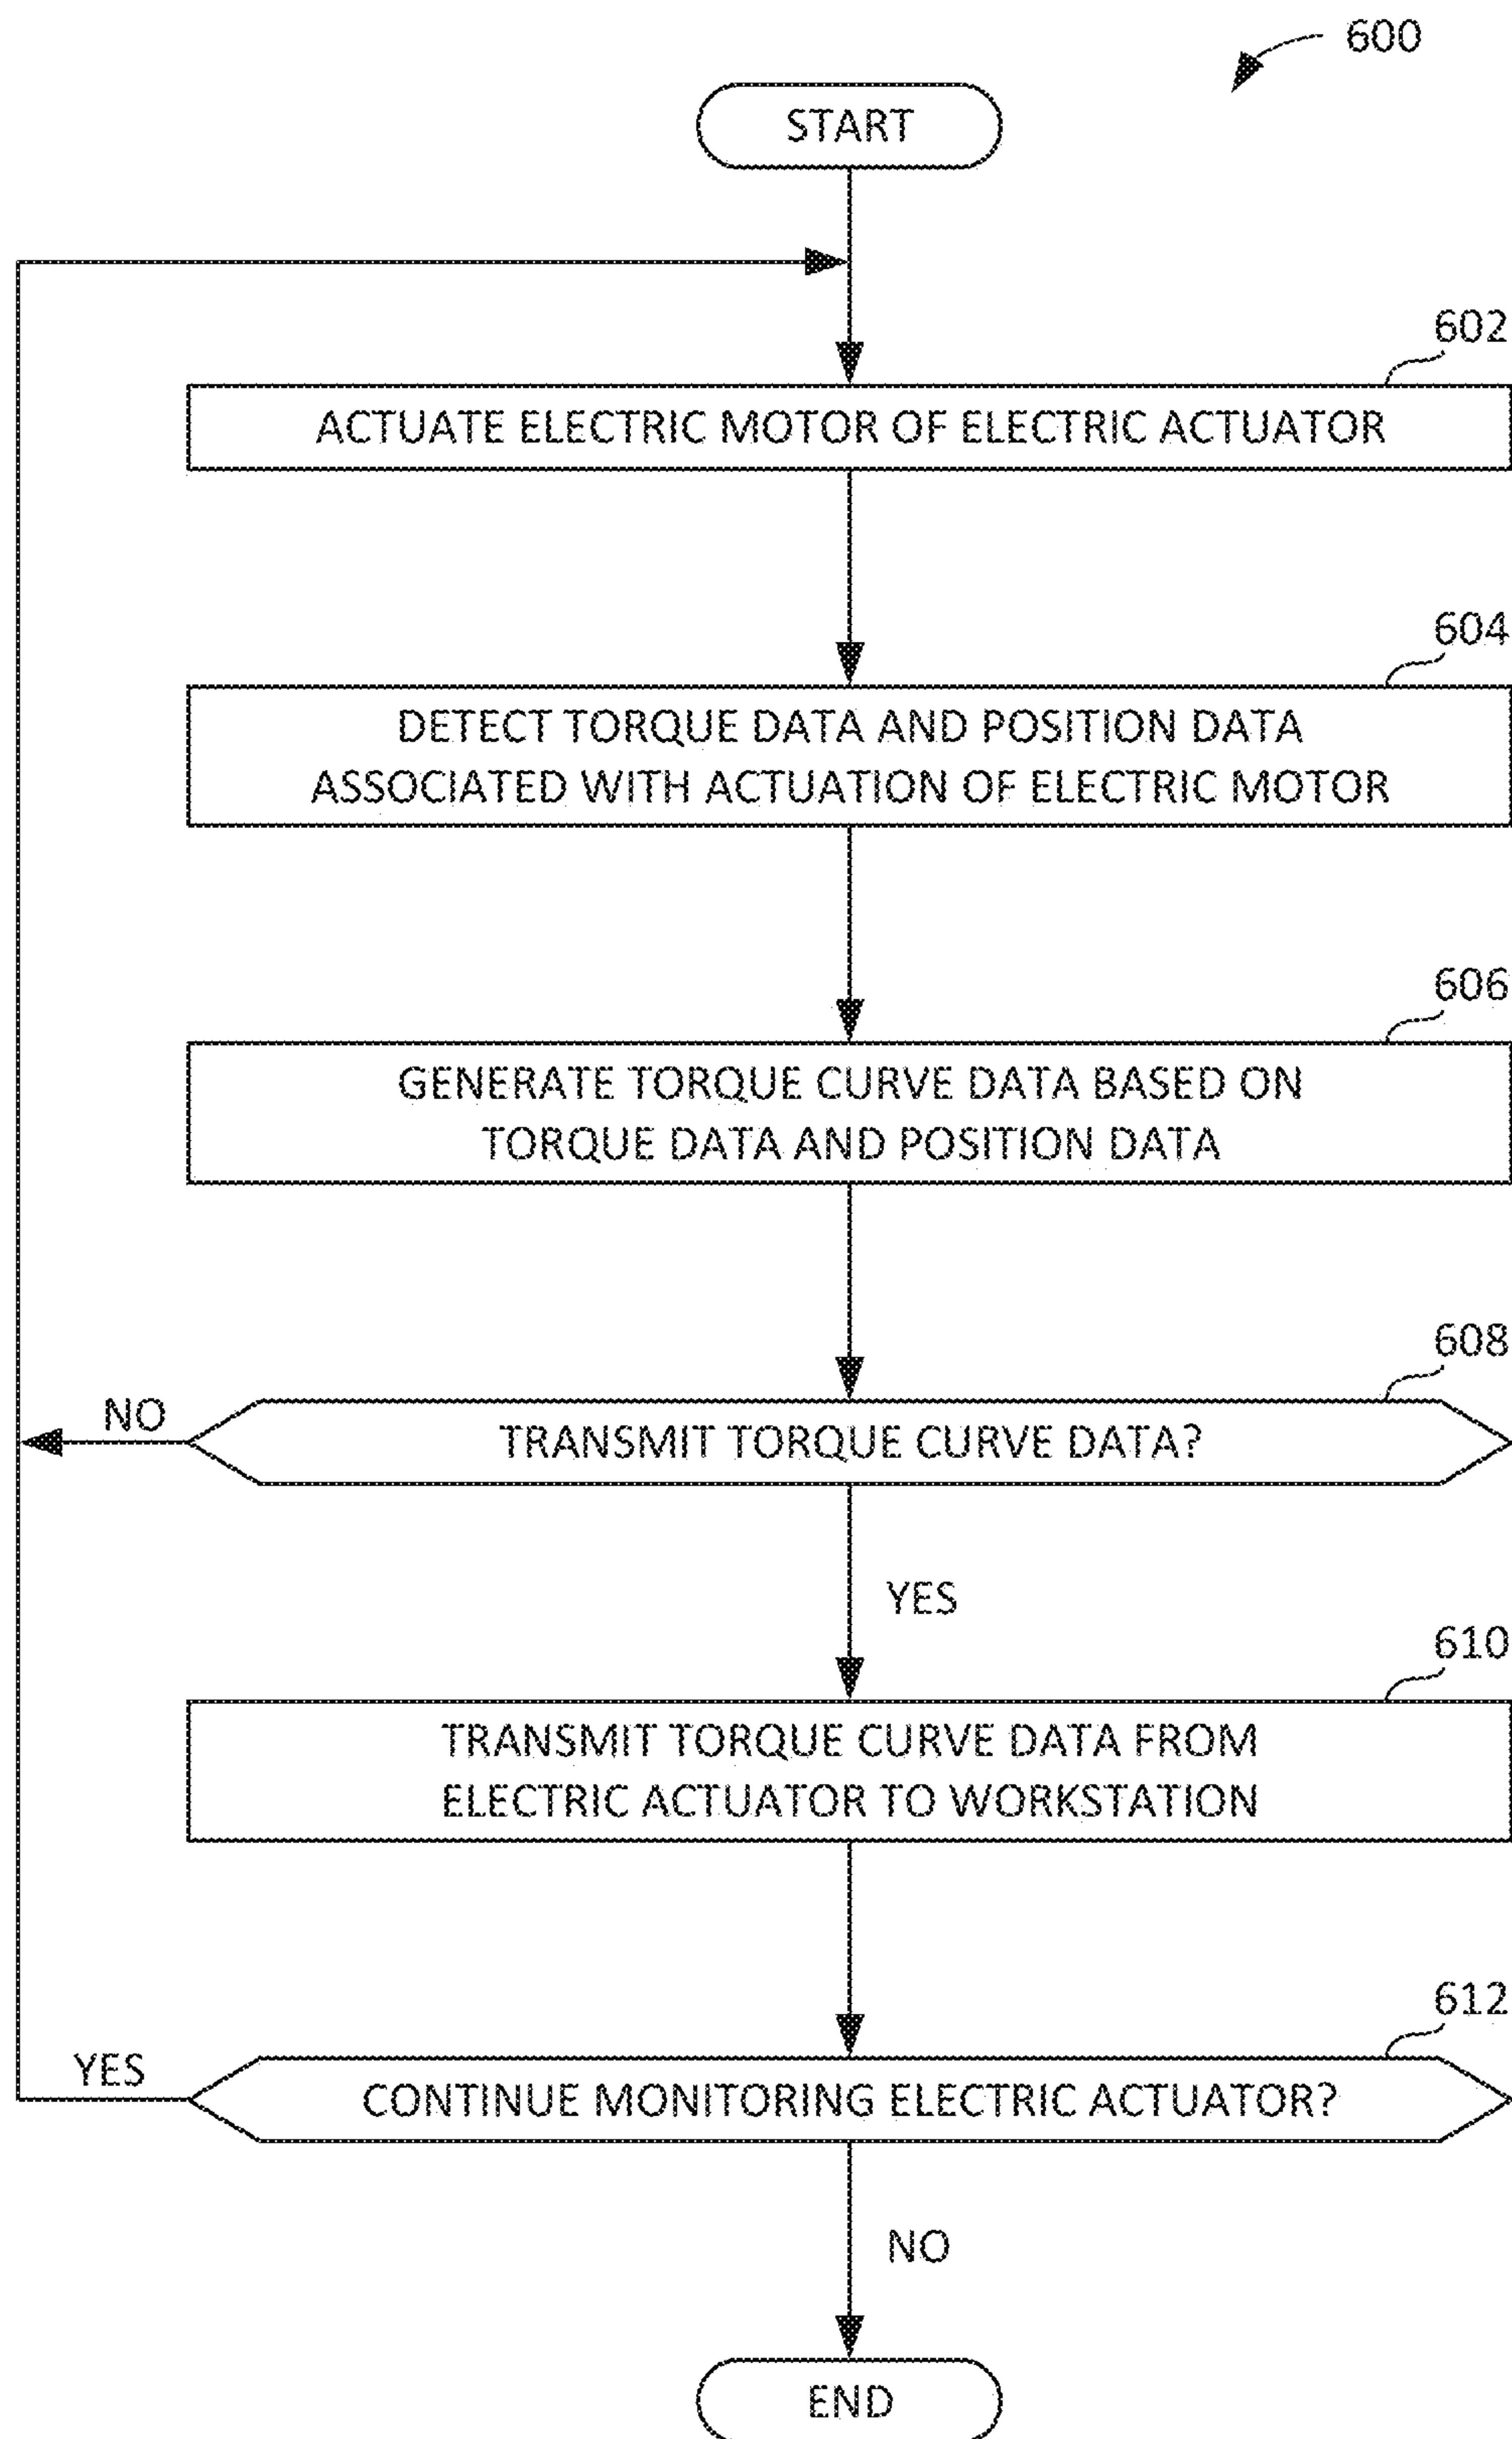 600
START
602
ACTUATE ELECTRIC MOTOR OF ELECTRIC ACTUATOR
604
DETECT TORQUE DATA AND POSITION DATA
ASSOCIATED WITH ACTUATION OF ELECTRIC MOTOR
606
GENERATE TORQUE CURVE DATA BASED ON
TORQUE DATA AND POSITION DATA
608
NO
TRANSMIT TORQUE CURVE DATA?
YES
610
TRANSMIT TORQUE CURVE DATA FROM
ELECTRIC ACTUATOR TO WORKSTATION
612
YES
CONTINUE MONITORING ELECTRIC ACTUATOR?
NO
END